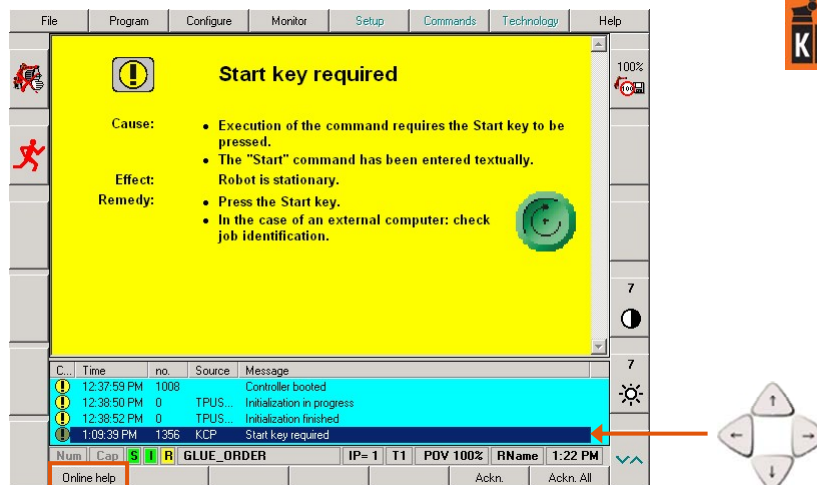 File Program Configure Monitor Setup Commands Technology Help
K
Start key required
100%
100
Cause:
• Execution of the command requires the Start key to be
pressed.
• The "Start" command has been entered textually.
Effect:
Robot is stationary.
Remedy:
• Press the Start key.
• In the case of an external computer: check
job identification.
7
7
C... Time no. Source Message
12:37:59 PM 1008 Controller booted
12:38:50 PM 0 TPUS... Initialization in progress
12:38:52 PM 0 TPUS... Initialization finished
1:09:39 PM 1356 KCP Start key required
Num Cap S I R GLUE_ORDER IP= 1 T1 POV 100% RName 1:22 PM
Online help Ackn. Ackn. All